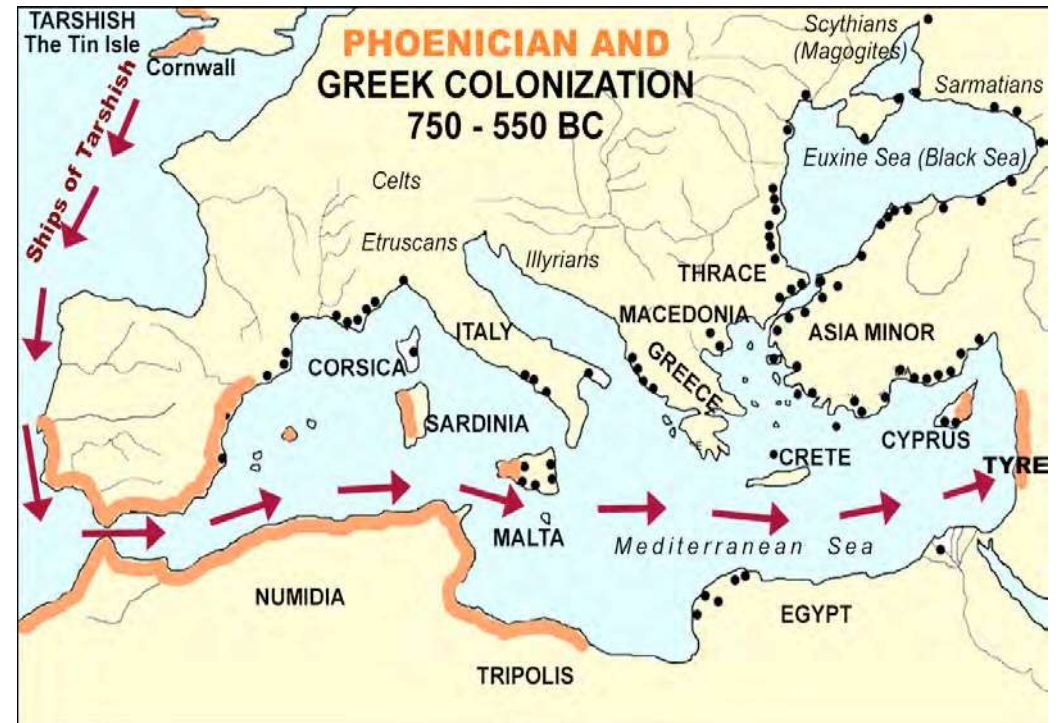 TARSHISH
The Tin Isle
Cornwall
Ships of Tarshish
PHOENICIAN AND
GREEK COLONIZATION
750 - 550 BC
Scythians
(Magogites)
Sarmatians
Euxine Sea (Black Sea)
Celts
Etruscans
Illyrians
THRACE
MACEDONIA
ASIA MINOR
ITALY
CORSICA
GREECE
SARDINIA
CYPRUS
CRETE
TYRE
MALTA
Mediterranean Sea
NUMIDIA
EGYPT
TRIPOLIS